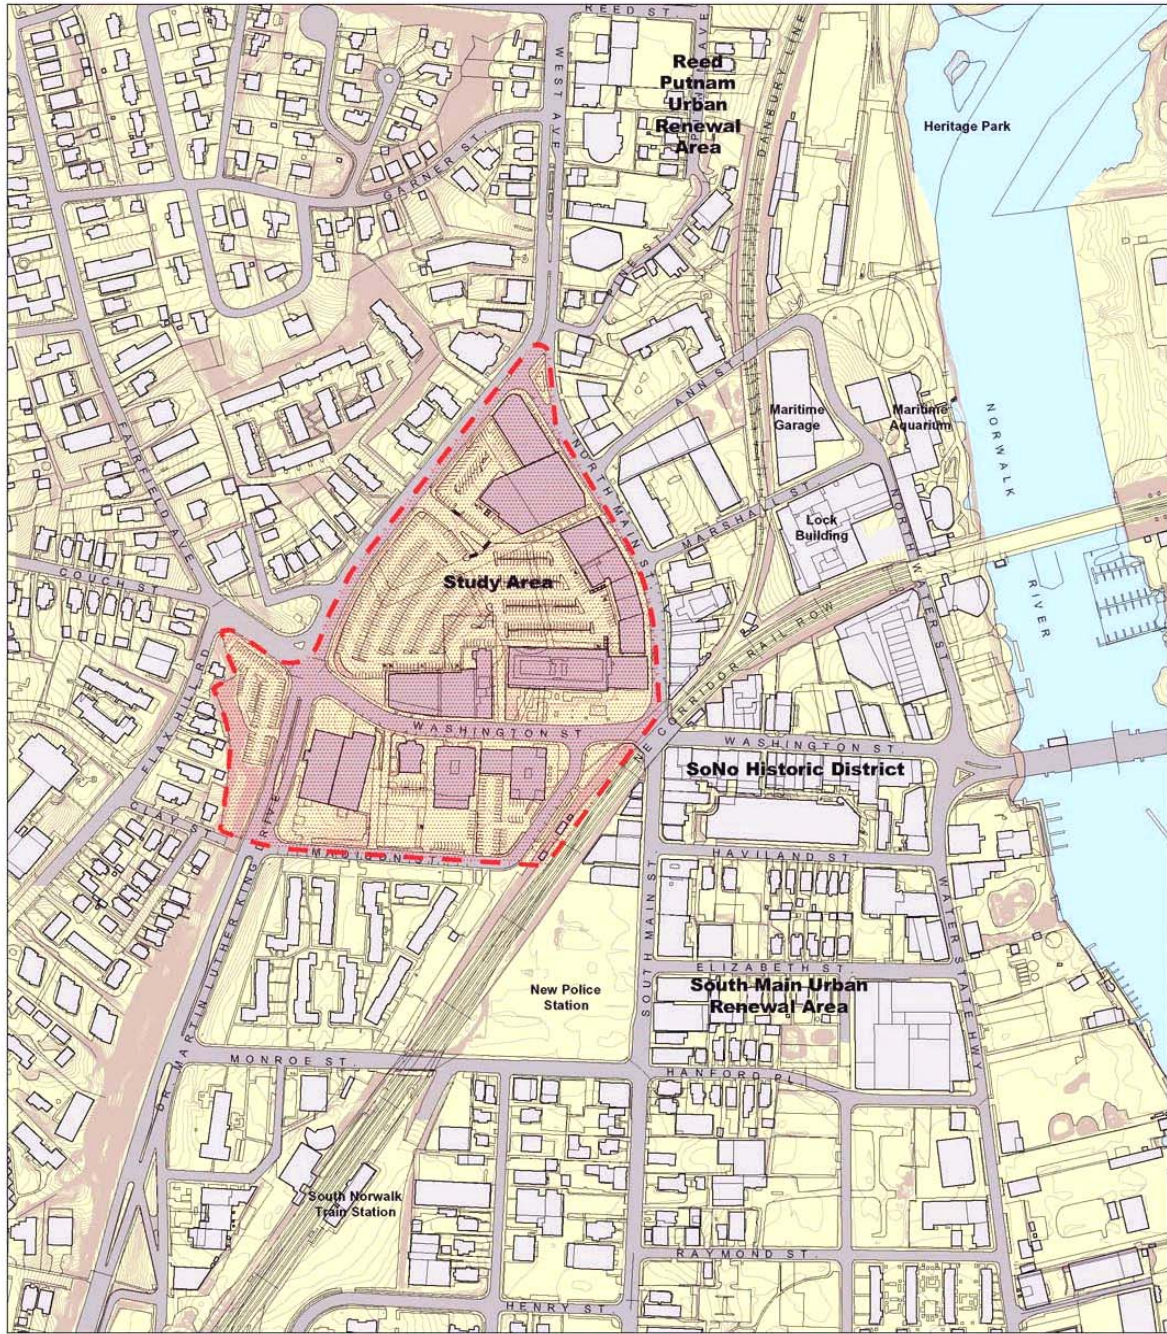 REED ST.
WEST AVE
Reed
Putnam
Urban
Renewal
Area
DANBURY LINE
Heritage Park
GARNER ST.
PINE S
ANN ST.
Maritime
Garage
Maritime
Aquarium
NORWALK
RIVER
FAIRFIELD AVE
NORTH MAIN ST.
MARSHALL ST.
Lock
Building
NORTH WATER ST.
COUCH ST
Study Area
NE CORRIDOR RAIL ROW
FLAX HILL RD
WASHINGTON ST
WASHINGTON ST.
SoNo Historic District
CLAY ST.
MADISON ST.
HAVILAND ST.
DR. MARTIN LUTHER KING DRIVE
SOUTH MAIN ST
WATER STATE HWY
ELIZABETH ST.
New Police
Station
South Main Urban
Renewal Area
MONROE ST.
HANFORD PL.
South Norwalk
Train Station
RAYMOND ST.
HENRY ST.